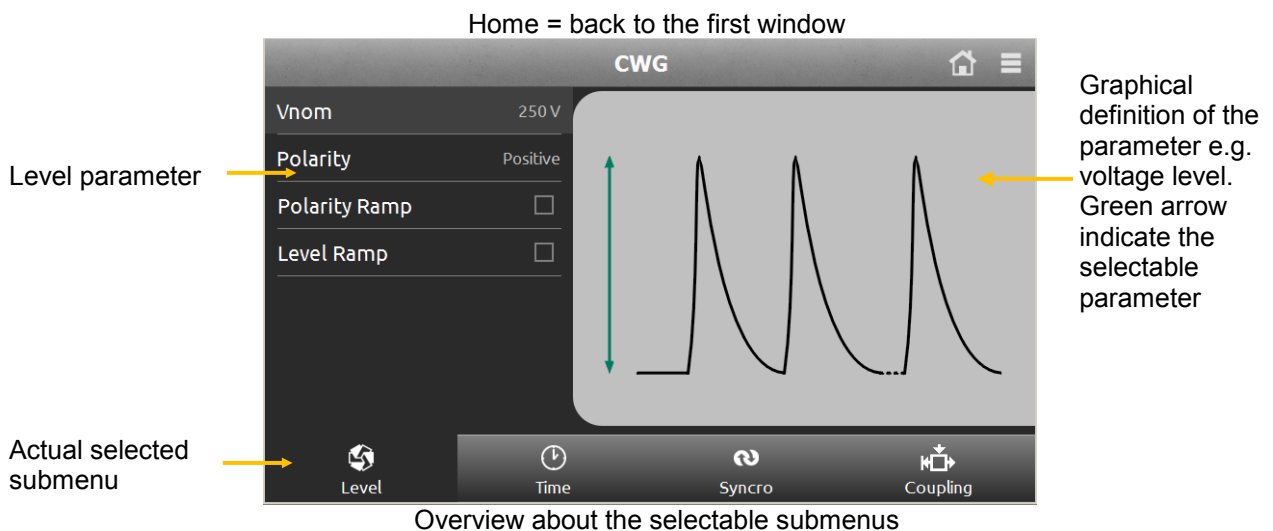 Home = back to the first window
CWG
Vnom 250 V
Polarity Positive
Polarity Ramp
Level Ramp
Level parameter
Graphical
definition of the
parameter e.g.
voltage level.
Green arrow
indicate the
selectable
parameter
Actual selected
submenu
Level Time Syncro Coupling
Overview about the selectable submenus